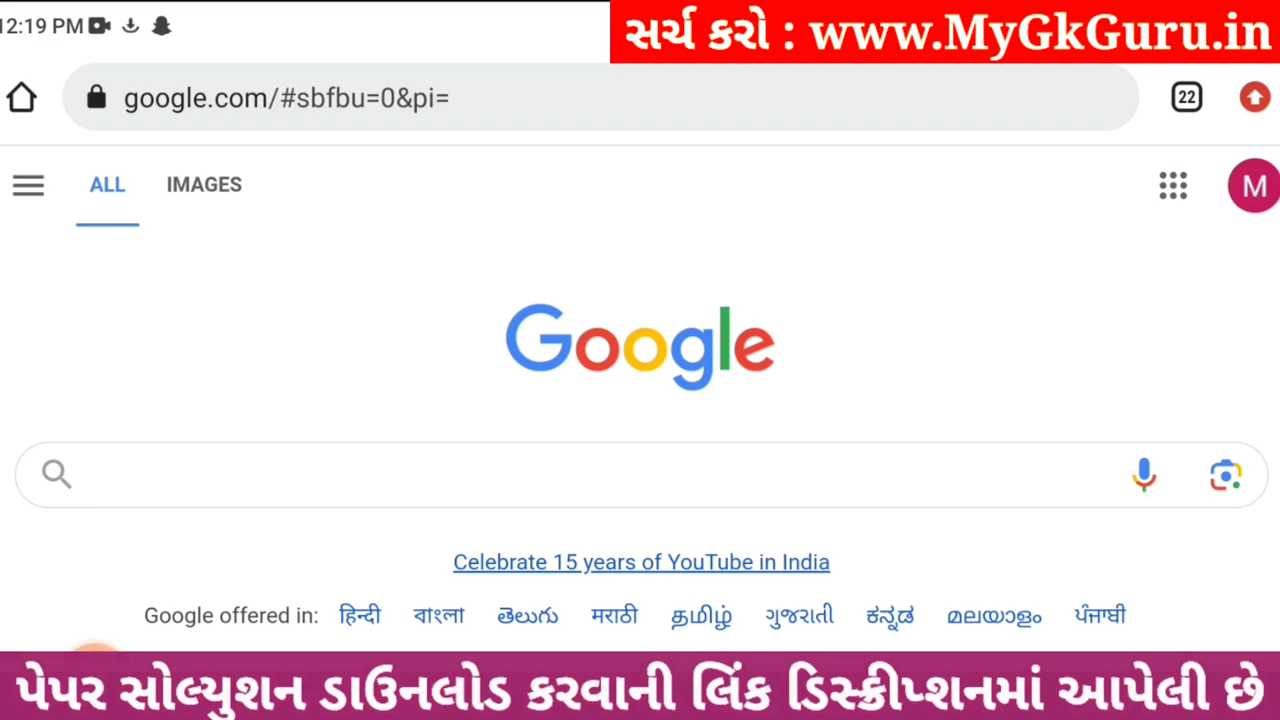 12:19 PM
સર્ચ કરો : www.MyGkGuru.in
google.com/#sbfbu=0&pi=
22
ALL IMAGES
M
Google
Celebrate 15 years of YouTube in India
Google offered in: हिन्दी বাংলা తెలుగు मराठी தமிழ் ગુજરાતી ಕನ್ನಡ മലയാളം ਪੰਜਾਬੀ
પેપર સોલ્યુશન ડાઉનલોડ કરવાની લિંક ડિસ્ક્રીપ્શનમાં આપેલી છે